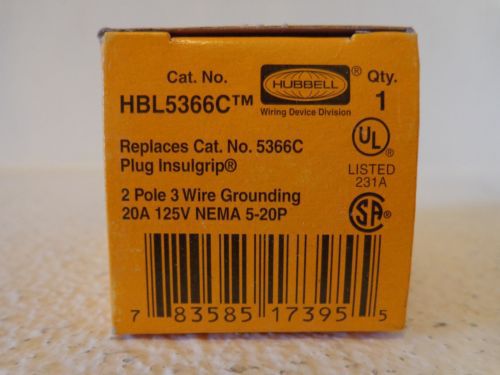 Cat. No.
HBL5366C™
HUBBELL®
Wiring Device Division
Qty.
1
Replaces Cat. No. 5366C
Plug Insulgrip®
UL
LISTED
231A
2 Pole 3 Wire Grounding
20A 125V NEMA 5-20P
SA
7 83585 17395 5